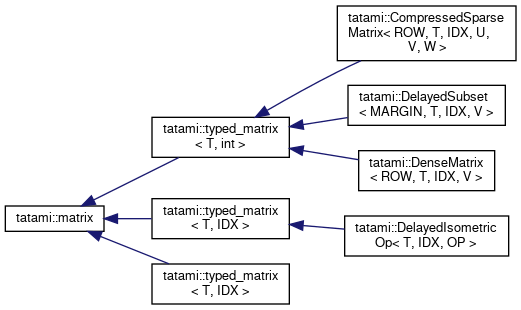 tatami::CompressedSparse
Matrix< ROW, T, IDX, U,
V, W >
tatami::DelayedSubset
< MARGIN, T, IDX, V >
tatami::typed_matrix
< T, int >
tatami::DenseMatrix
< ROW, T, IDX, V >
tatami::matrix
tatami::typed_matrix
< T, IDX >
tatami::DelayedIsometric
Op< T, IDX, OP >
tatami::typed_matrix
< T, IDX >